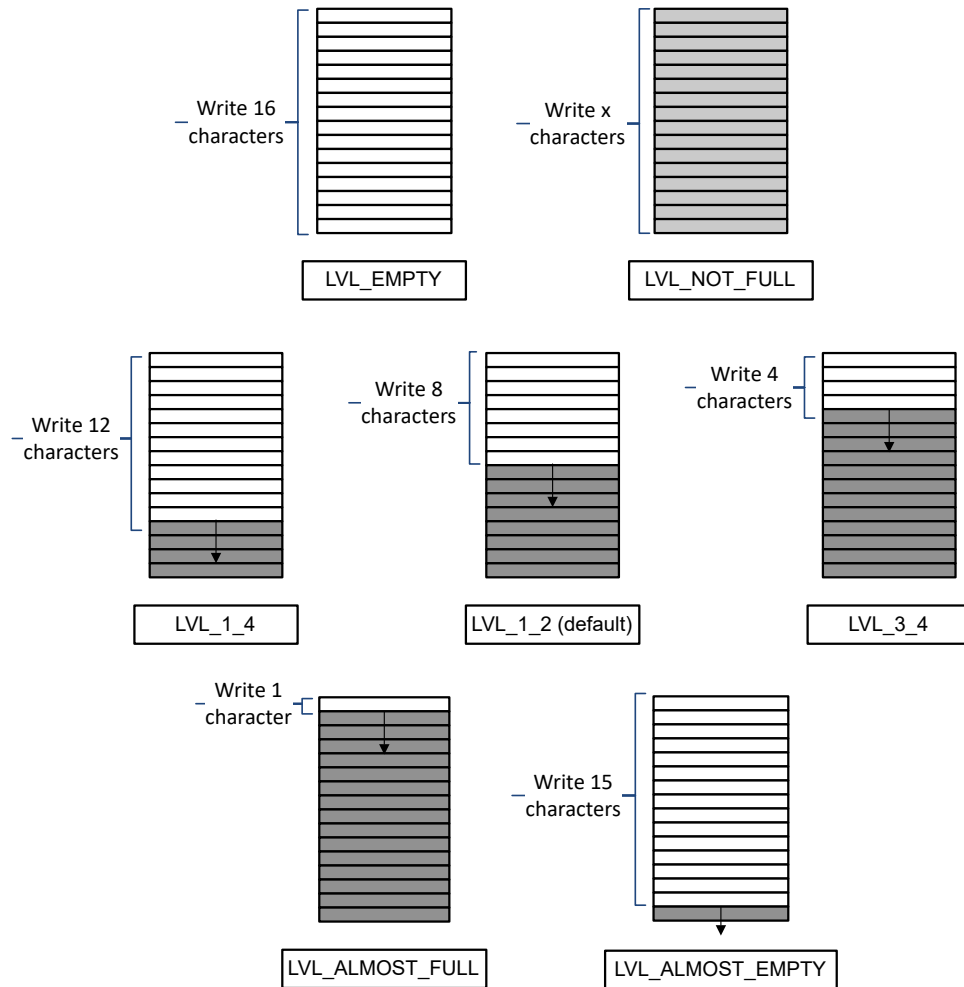 Write 16
characters
Write x
characters
LVL_EMPTY
LVL_NOT_FULL
Write 12
characters
Write 8
characters
Write 4
characters
LVL_1_4
LVL_1_2 (default)
LVL_3_4
Write 1
character
Write 15
characters
LVL_ALMOST_FULL
LVL_ALMOST_EMPTY